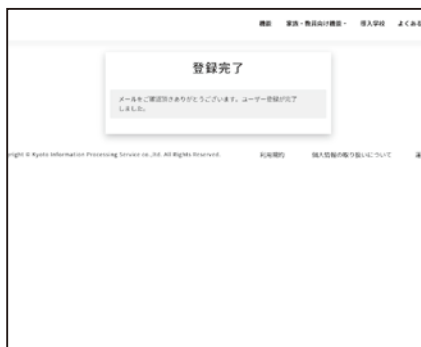 機能 家族・教員向け機能 導入学校 よくある
登録完了
メールをご確認頂きありがとうございます。ユーザー登録が完了
しました。
yright © Kyoto Information Processing Service co.,ltd. All Rights Reserved. 利用規約 個人情報の取り扱いについて 運